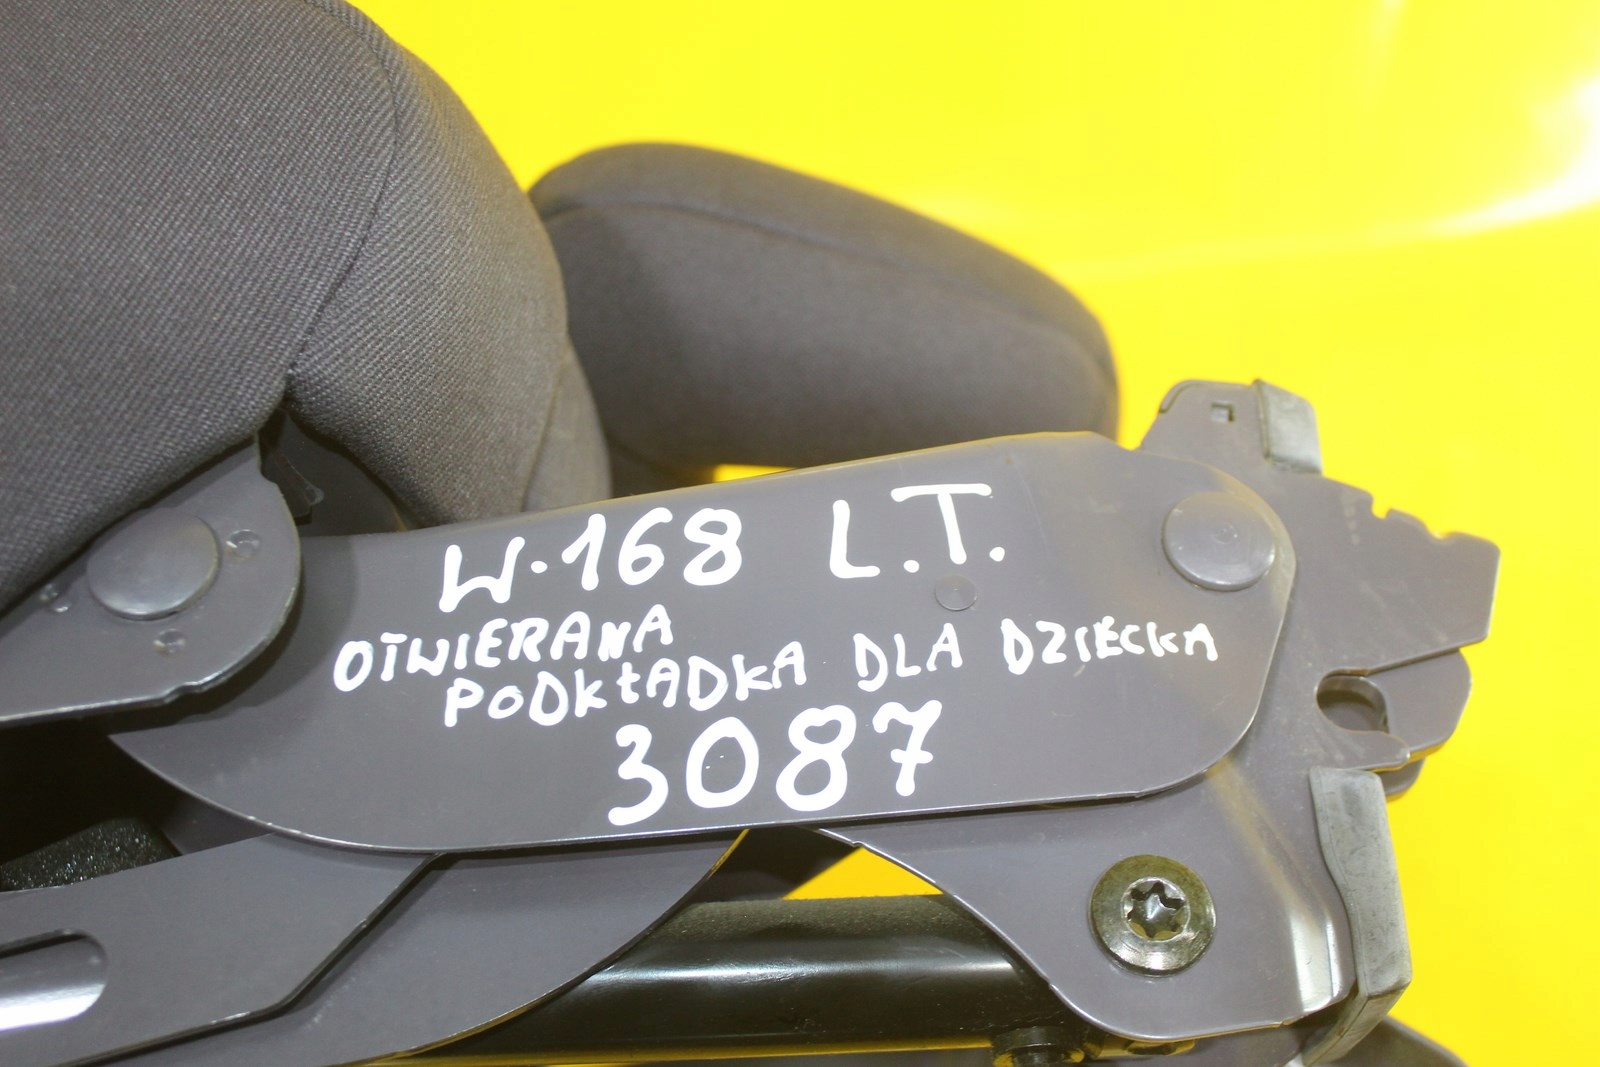 W.168 L.T.
OTWIERANA
PODKŁADKA DLA DZIECKA
3087